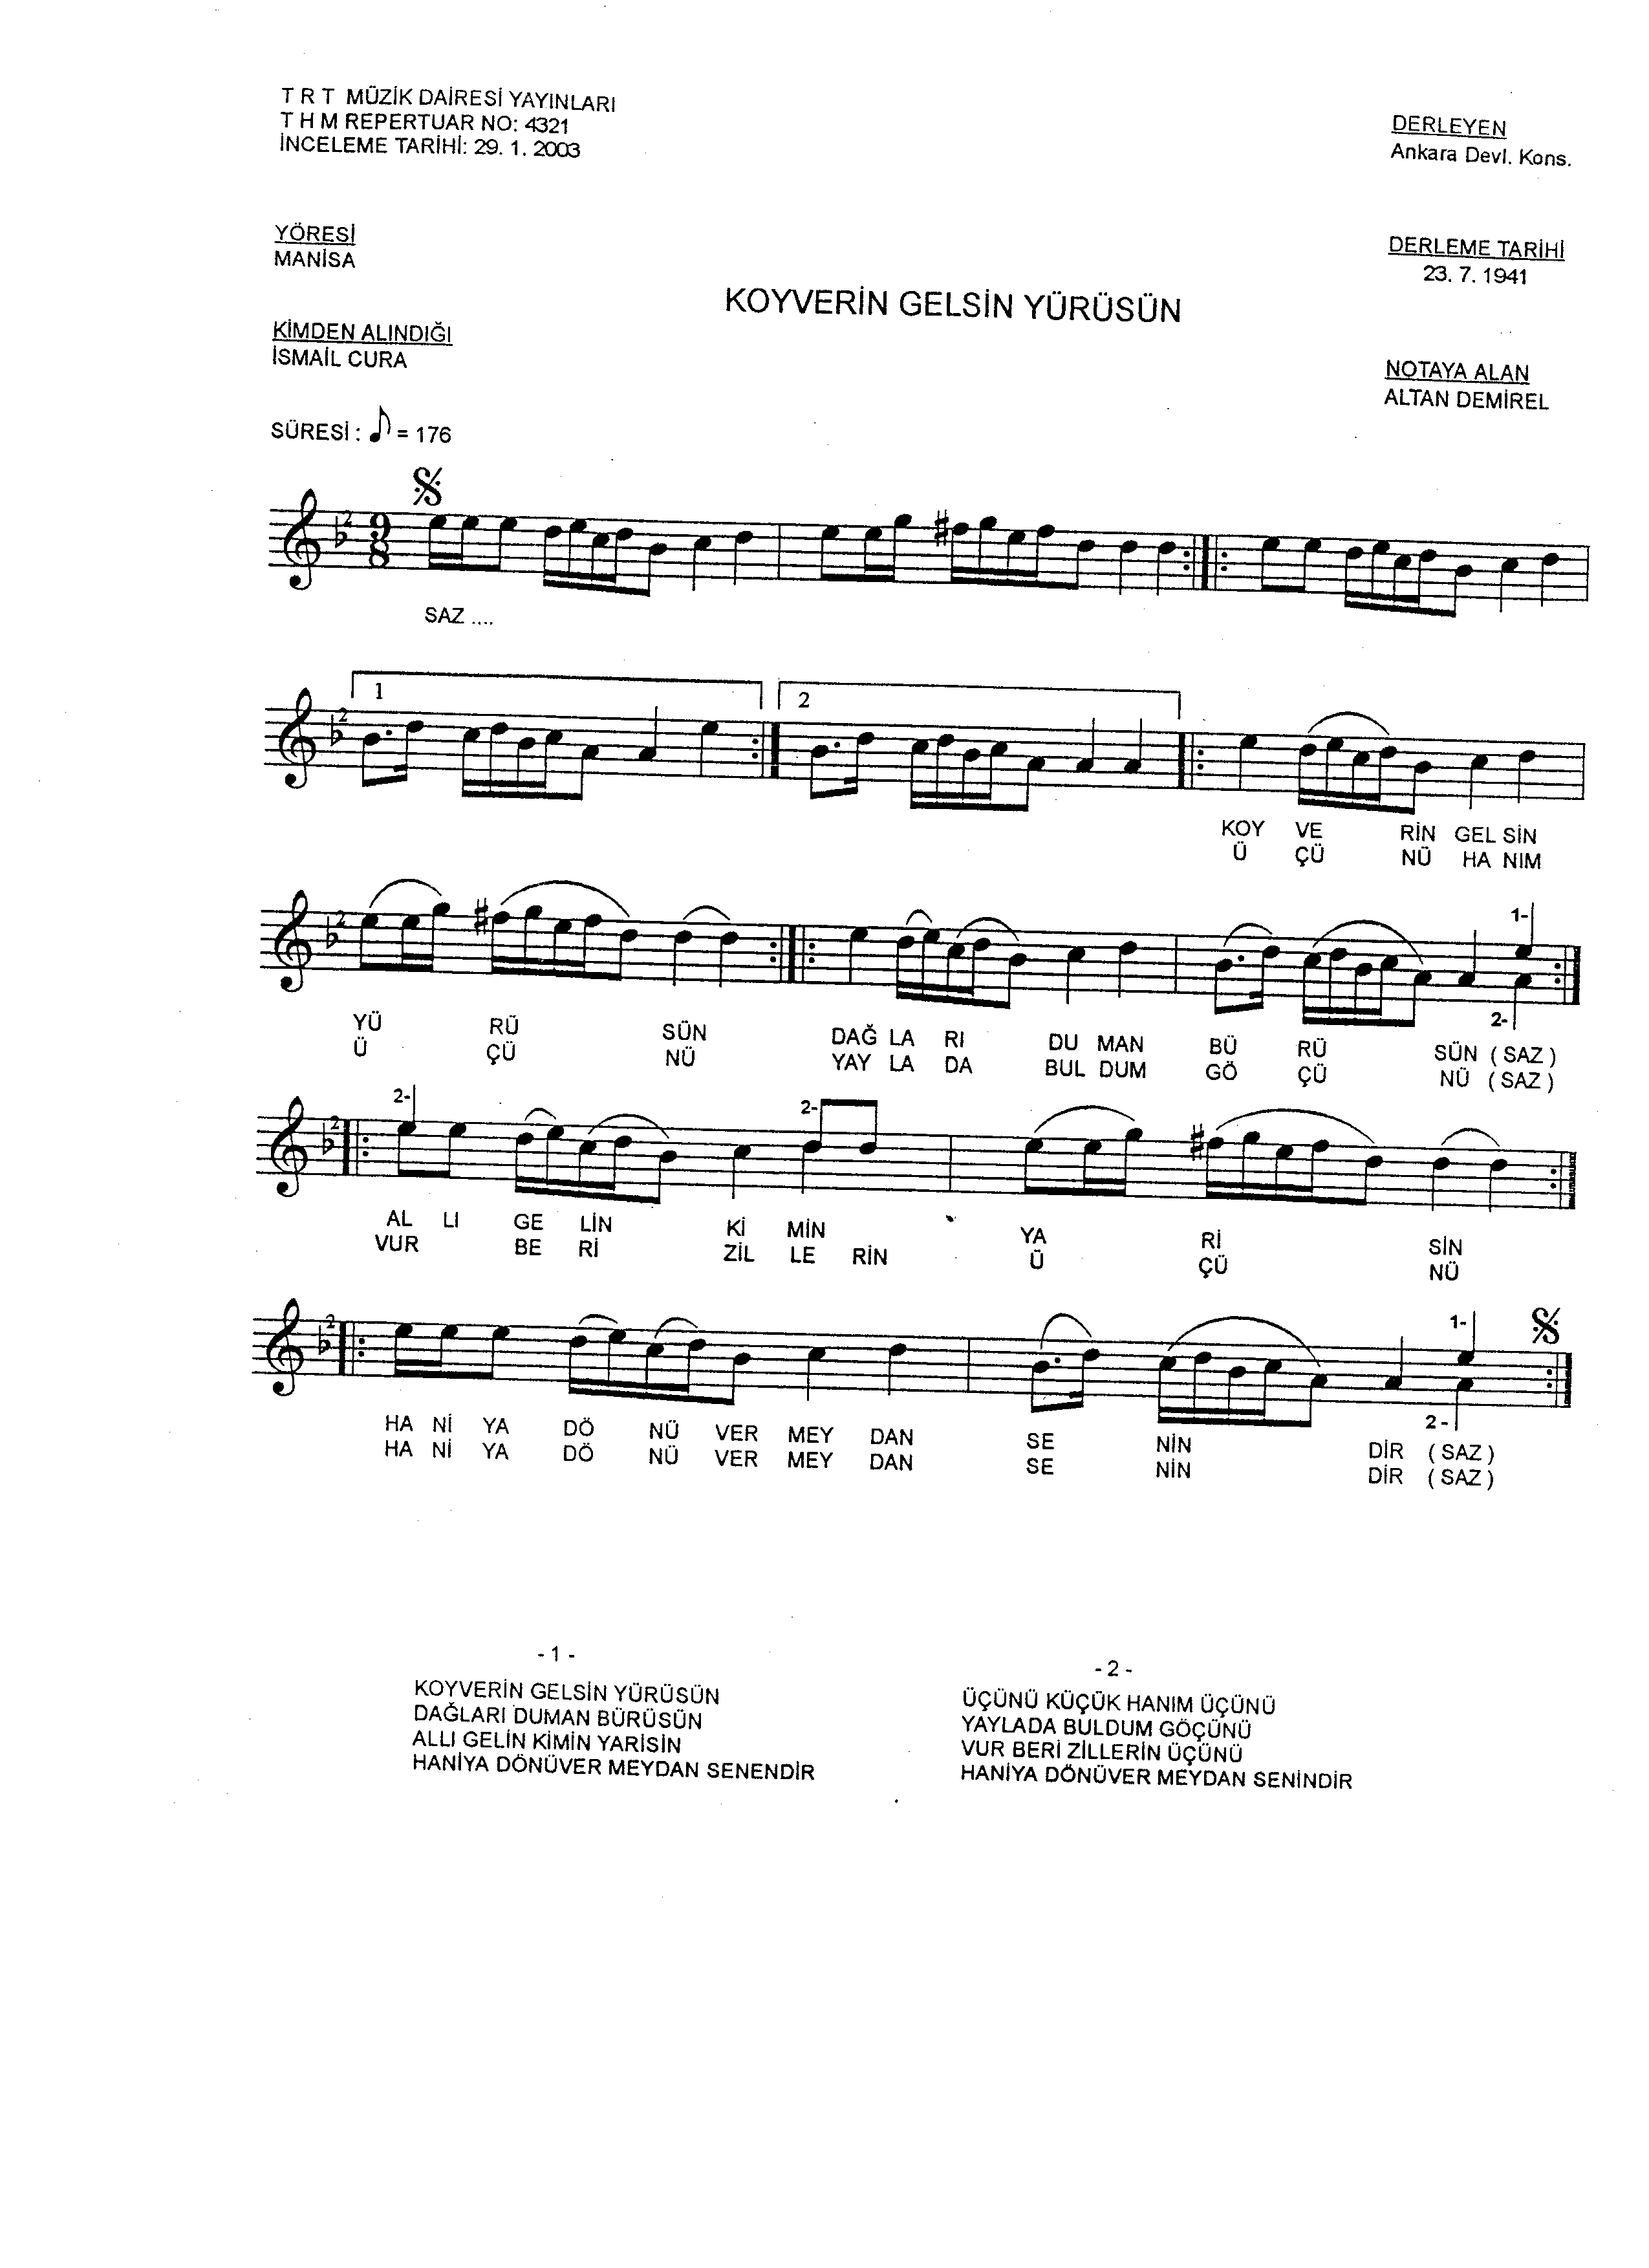 T R T MÜZİK DAİRESİ YAYINLARI
T H M REPERTUAR NO: 4321
İNCELEME TARİHİ: 29. 1. 2003
DERLEYEN
Ankara Devl. Kons.
YÖRESİ
MANİSA
DERLEME TARİHİ
23. 7. 1941
KOYVERİN GELSİN YÜRÜSÜN
KİMDEN ALINDIĞI
İSMAİL CURA
NOTAYA ALAN
ALTAN DEMİREL
SÜRESİ : ♪ = 176
2 9 8
SAZ ....
2 1 2
KOY VE RİN GEL SİN
Ü ÇÜ NÜ HA NIM
2 1- 2-
YÜ RÜ SÜN DAĞ LA RI DU MAN BÜ RÜ SÜN ( SAZ )
Ü ÇÜ NÜ YAY LA DA BUL DUM GÖ ÇÜ NÜ ( SAZ )
2 2- 2-
AL LI GE LİN Kİ MİN YA Rİ SİN
VUR BE Rİ ZİL LE RİN Ü ÇÜ NÜ
2 1- 2-
HA Nİ YA DÖ NÜ VER MEY DAN SE NİN DİR ( SAZ )
HA Nİ YA DÖ NÜ VER MEY DAN SE NİN DİR ( SAZ )
- 1 -
KOYVERİN GELSİN YÜRÜSÜN
DAĞLARI DUMAN BÜRÜSÜN
ALLI GELİN KİMİN YARİSİN
HANİYA DÖNÜVER MEYDAN SENENDİR
- 2 -
ÜÇÜNÜ KÜÇÜK HANIM ÜÇÜNÜ
YAYLADA BULDUM GÖÇÜNÜ
VUR BERİ ZİLLERİN ÜÇÜNÜ
HANİYA DÖNÜVER MEYDAN SENİNDİR